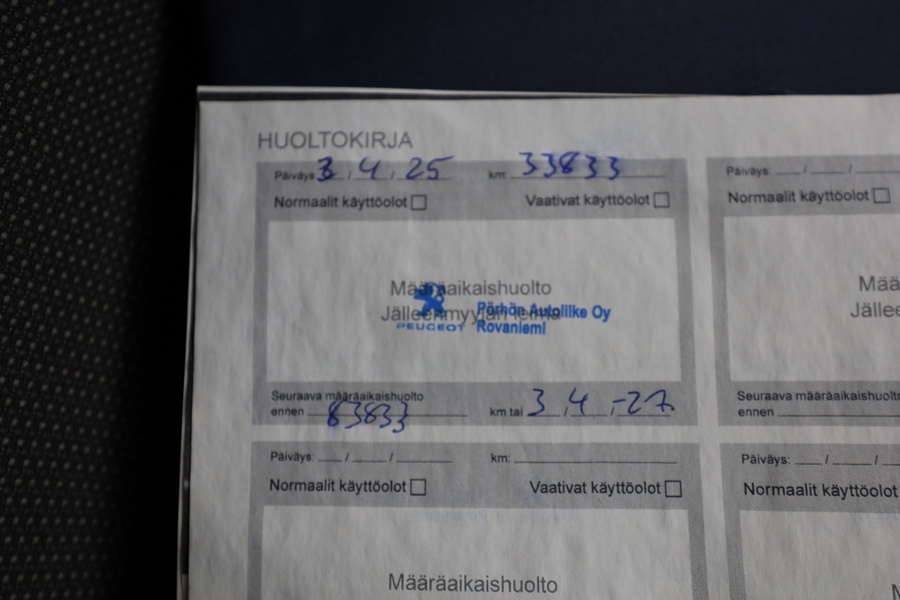 HUOLTOKIRJA
Päiväys 3 / 4 . 25 km: 33833
Normaalit käyttöolot Vaativat käyttöolot
Määräaikaishuolto
Jälleenmyyjän leima
PEUGEOT Pörhön Autoliike Oy
Rovaniemi
Seuraava määräaikaishuolto
ennen 83833 km tai 3 . 4 . -27
Päiväys: / / km:
Normaalit käyttöolot Vaativat käyttöolot
Määräaikaishuolto
Päiväys: / /
Normaalit käyttöolot
Mää
Jälle
Seuraava määräaikaishuolto
ennen
Päiväys: / /
Normaalit käyttöolot
M